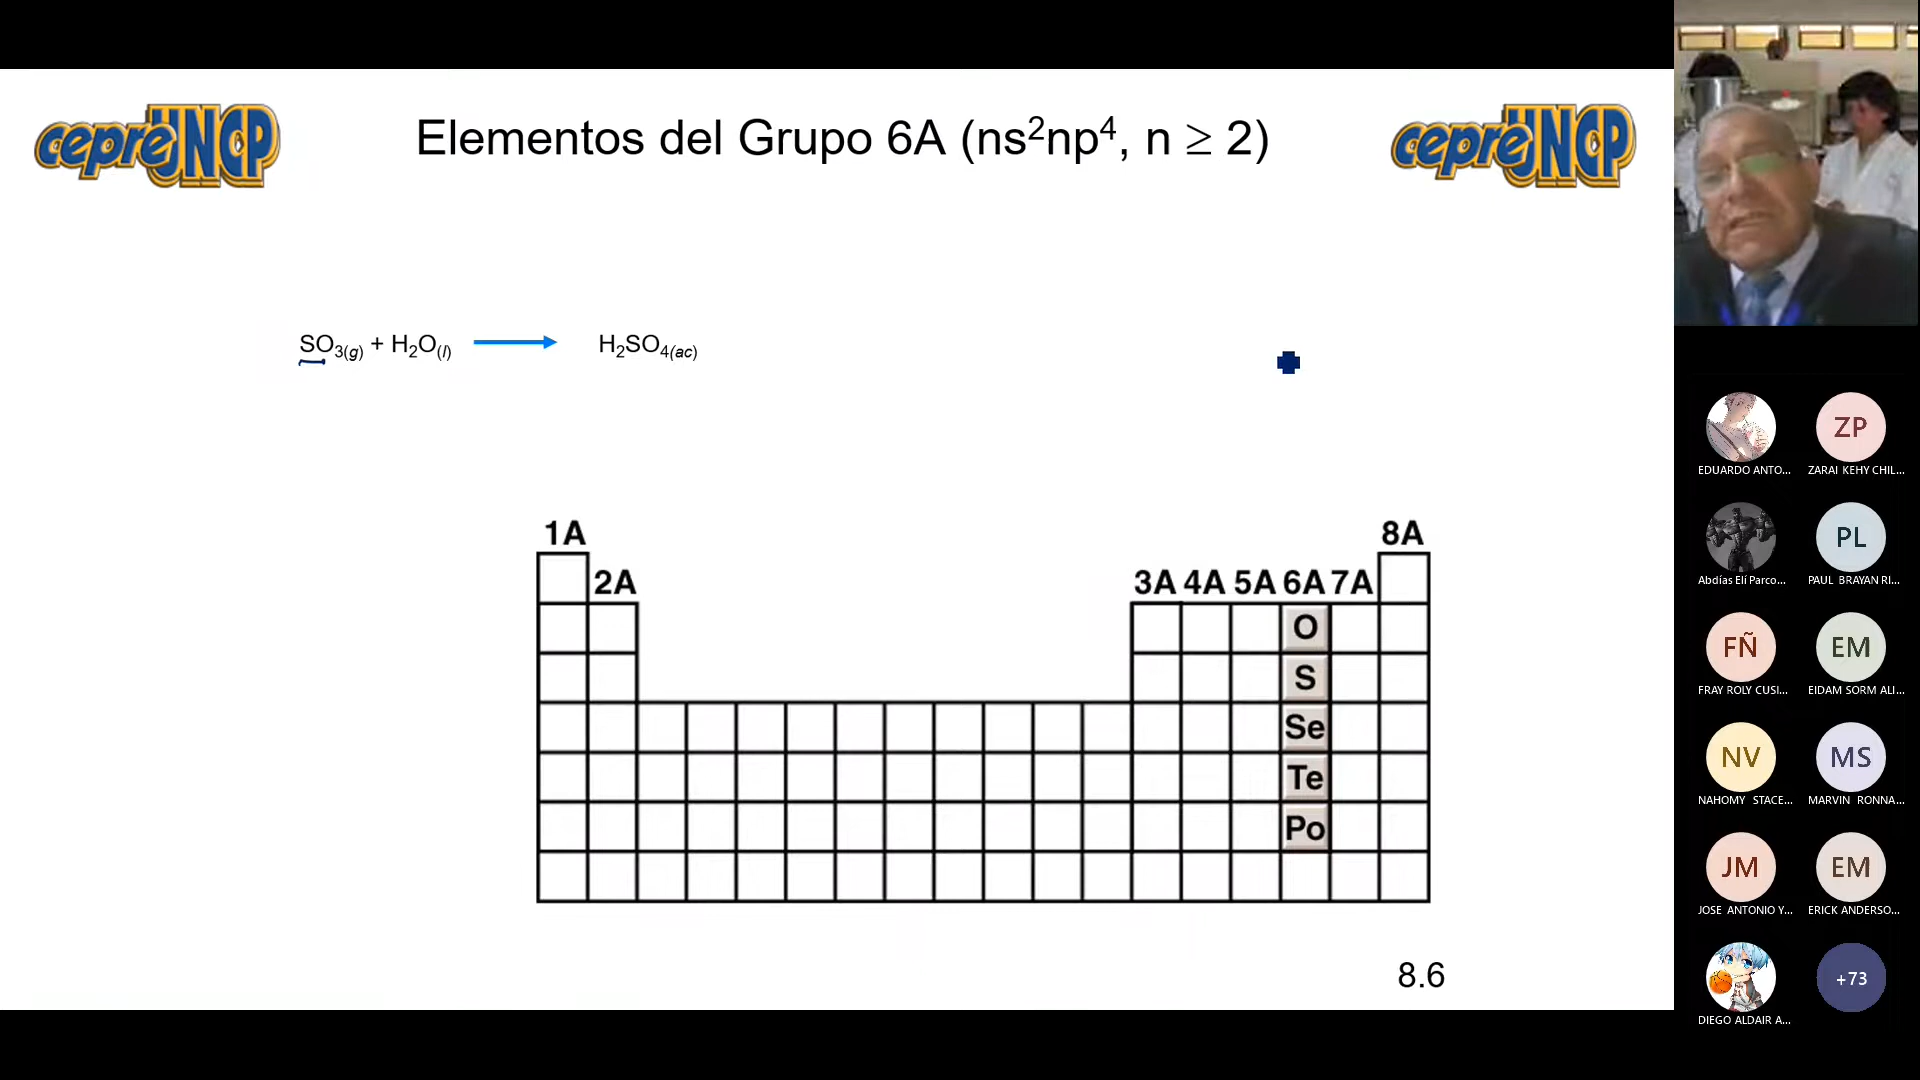 cepreUNCP
Elementos del Grupo 6A (ns²np⁴, n ≥ 2)
cepreUNCP
SO₃(g) + H₂O(l) → H₂SO₄(ac)
1A
8A
2A
3A 4A 5A 6A 7A
O
S
Se
Te
Po
8.6
ZP
EDUARDO ANTO...
ZARAI KEHY CHIL...
PL
Abdías Elí Parco...
PAUL BRAYAN RI...
FÑ
EM
FRAY ROLY CUSI...
EIDAM SORM ALI...
NV
MS
NAHOMY STACE...
MARVIN RONNA...
JM
EM
JOSE ANTONIO Y...
ERICK ANDERSO...
+73
DIEGO ALDAIR A...